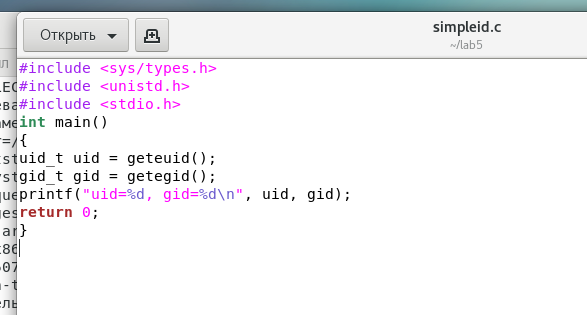 Открыть
simpleid.c
~/lab5
#include <sys/types.h>
#include <unistd.h>
#include <stdio.h>
int main()
{
uid_t uid = geteuid();
gid_t gid = getegid();
printf("uid=%d, gid=%d\n", uid, gid);
return 0;
}